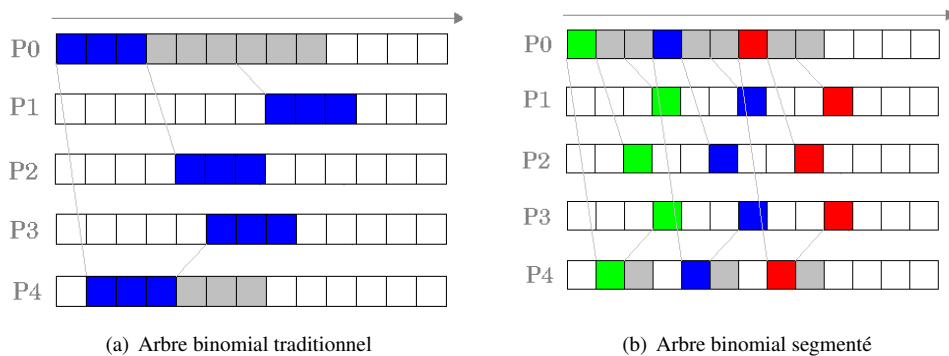 P0
P1
P2
P3
P4
(a) Arbre binomial traditionnel
P0
P1
P2
P3
P4
(b) Arbre binomial segmenté